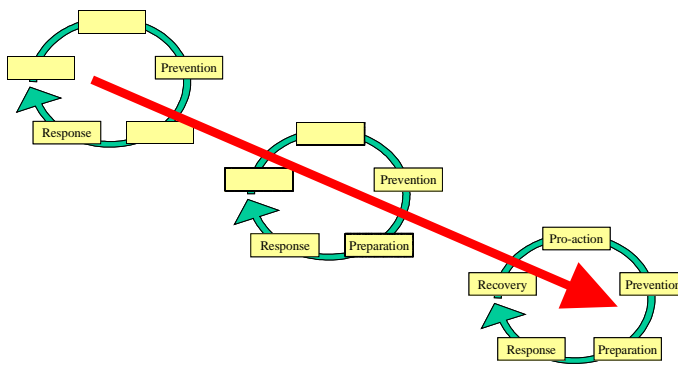 Prevention
Response
Prevention
Response
Preparation
Pro-action
Recovery
Prevention
Response
Preparation